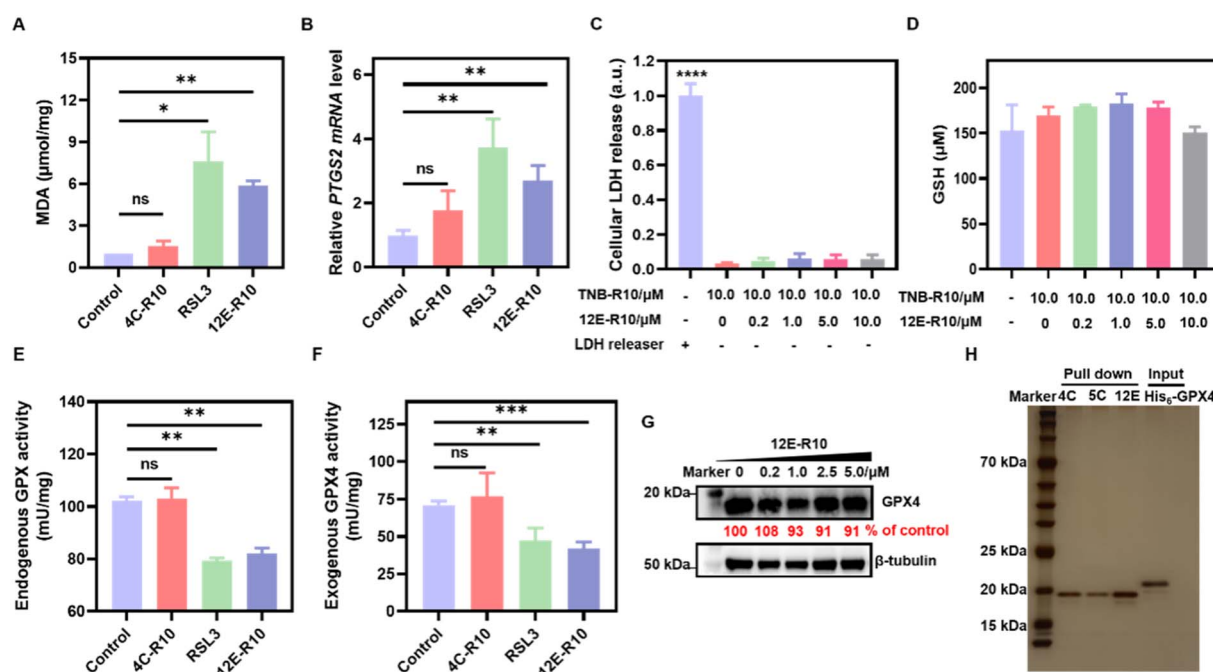 A
MDA (μmol/mg)
15
12
9
6
3
0
**
*
ns
Control
4C-R10
RSL3
12E-R10
B
Relative PTGS2 mRNA level
6
4
2
0
**
**
ns
Control
4C-R10
RSL3
12E-R10
C
Cellular LDH release (a.u.)
1.2
1.0
0.8
0.6
0.4
0.2
0.0
****
TNB-R10/μM - 10.0 10.0 10.0 10.0 10.0
12E-R10/μM - 0 0.2 1.0 5.0 10.0
LDH releaser + - - - - -
D
GSH (μM)
200
150
100
50
0
TNB-R10/μM - 10.0 10.0 10.0 10.0 10.0
12E-R10/μM - 0 0.2 1.0 5.0 10.0
E
Endogenous GPX activity
(mU/mg)
140
120
100
80
60
**
**
ns
Control
4C-R10
RSL3
12E-R10
F
Exogenous GPX4 activity
(mU/mg)
125
100
75
50
25
0
***
**
ns
Control
4C-R10
RSL3
12E-R10
G
12E-R10
Marker 0 0.2 1.0 2.5 5.0/μM
20 kDa
GPX4
100 108 93 91 91 % of control
50 kDa
β-tubulin
H
Pull down Input
Marker 4C 5C 12E His6-GPX4
70 kDa
25 kDa
20 kDa
15 kDa